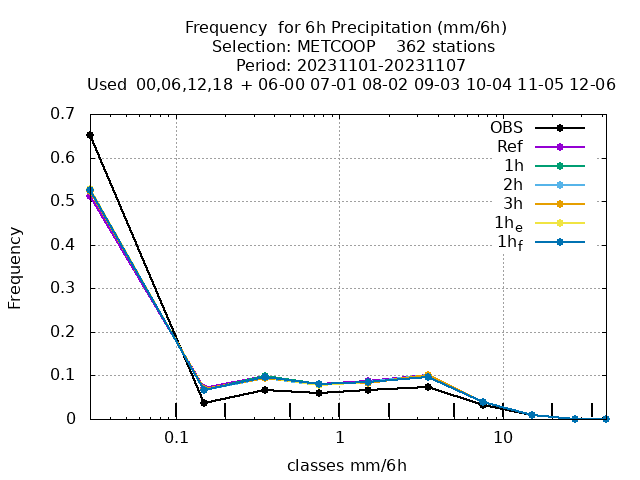 Frequency  for 6h Precipitation (mm/6h)
Selection: METCOOP    362 stations
Period: 20231101-20231107
Used  00,06,12,18  + 06-00 07-01 08-02 09-03 10-04 11-05 12-06
0.7
0.6
0.5
0.4
0.3
0.2
0.1
0
Frequency
OBS
Ref
1h
2h
3h
1he
1hf
0.1 1 10
classes mm/6h